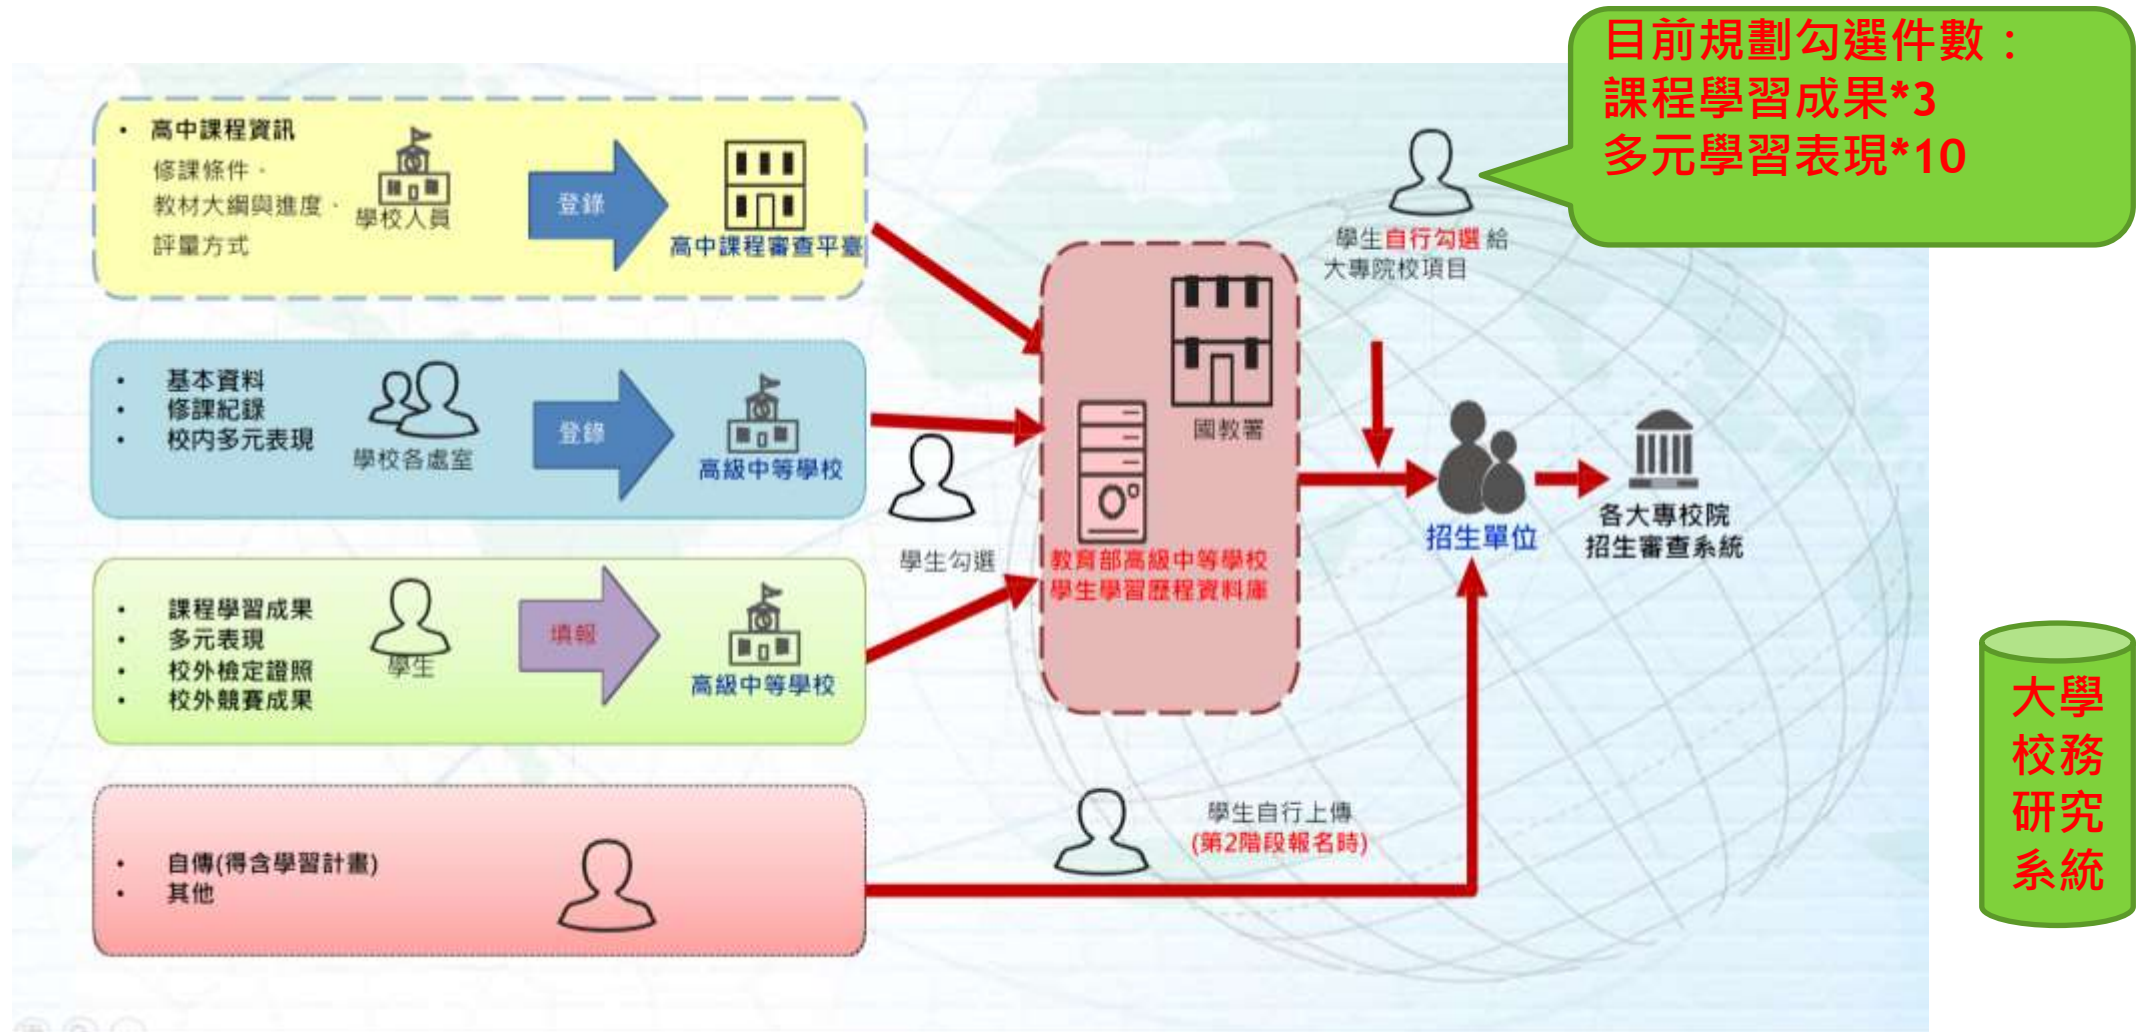 目前規劃勾選件數：
課程學習成果*3
多元學習表現*10
• 高中課程資訊
修課條件、
教材大綱與進度、
評量方式
學校人員
登錄
高中課程審查平臺
學生自行勾選 給
大專院校項目
• 基本資料
• 修課紀錄
• 校內多元表現
學校各處室
登錄
高級中等學校
學生勾選
國教署
教育部高級中等學校
學生學習歷程資料庫
招生單位
各大專校院
招生審查系統
• 課程學習成果
• 多元表現
• 校外檢定證照
• 校外競賽成果
學生
填報
高級中等學校
• 自傳(得含學習計畫)
• 其他
學生自行上傳
(第2階段報名時)
大學
校務
研究
系統